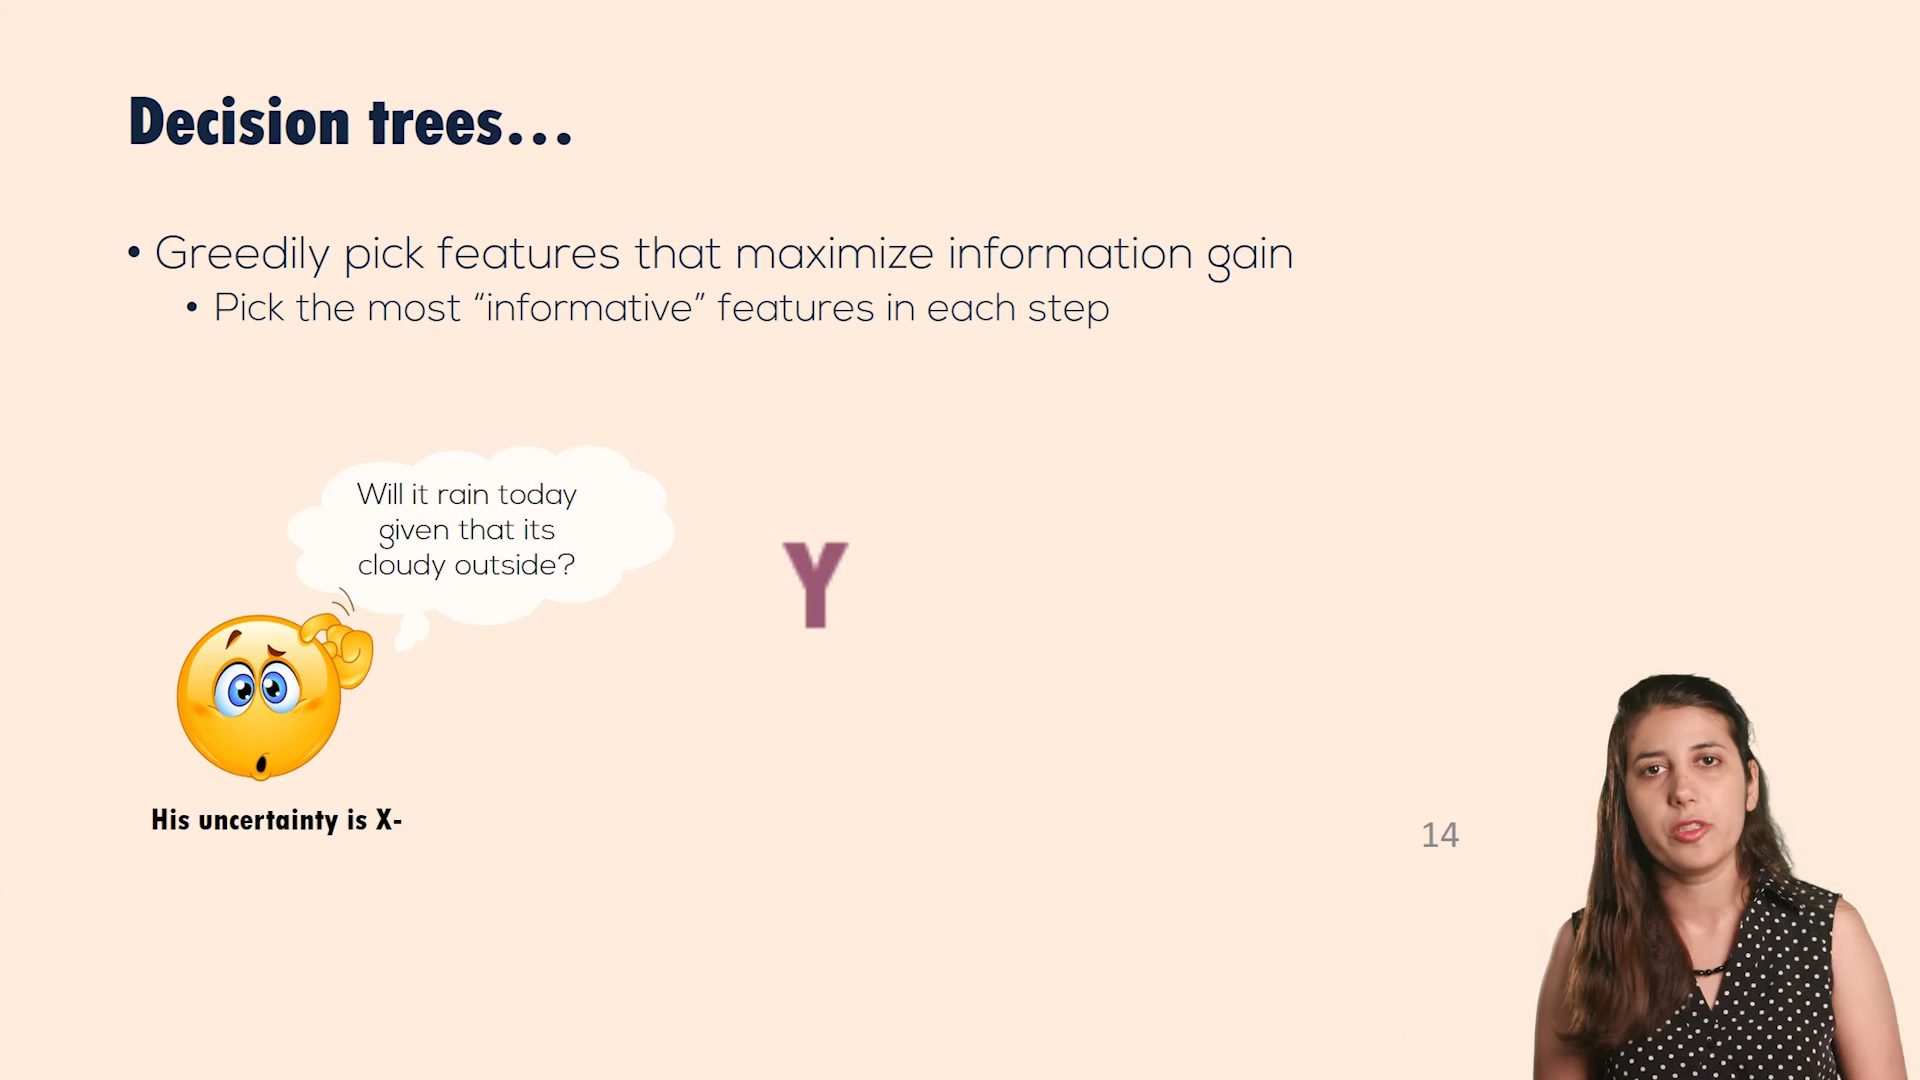 Decision trees...
• Greedily pick features that maximize information gain
• Pick the most “informative” features in each step
Will it rain today
given that its
cloudy outside?
Y
His uncertainty is X-
14